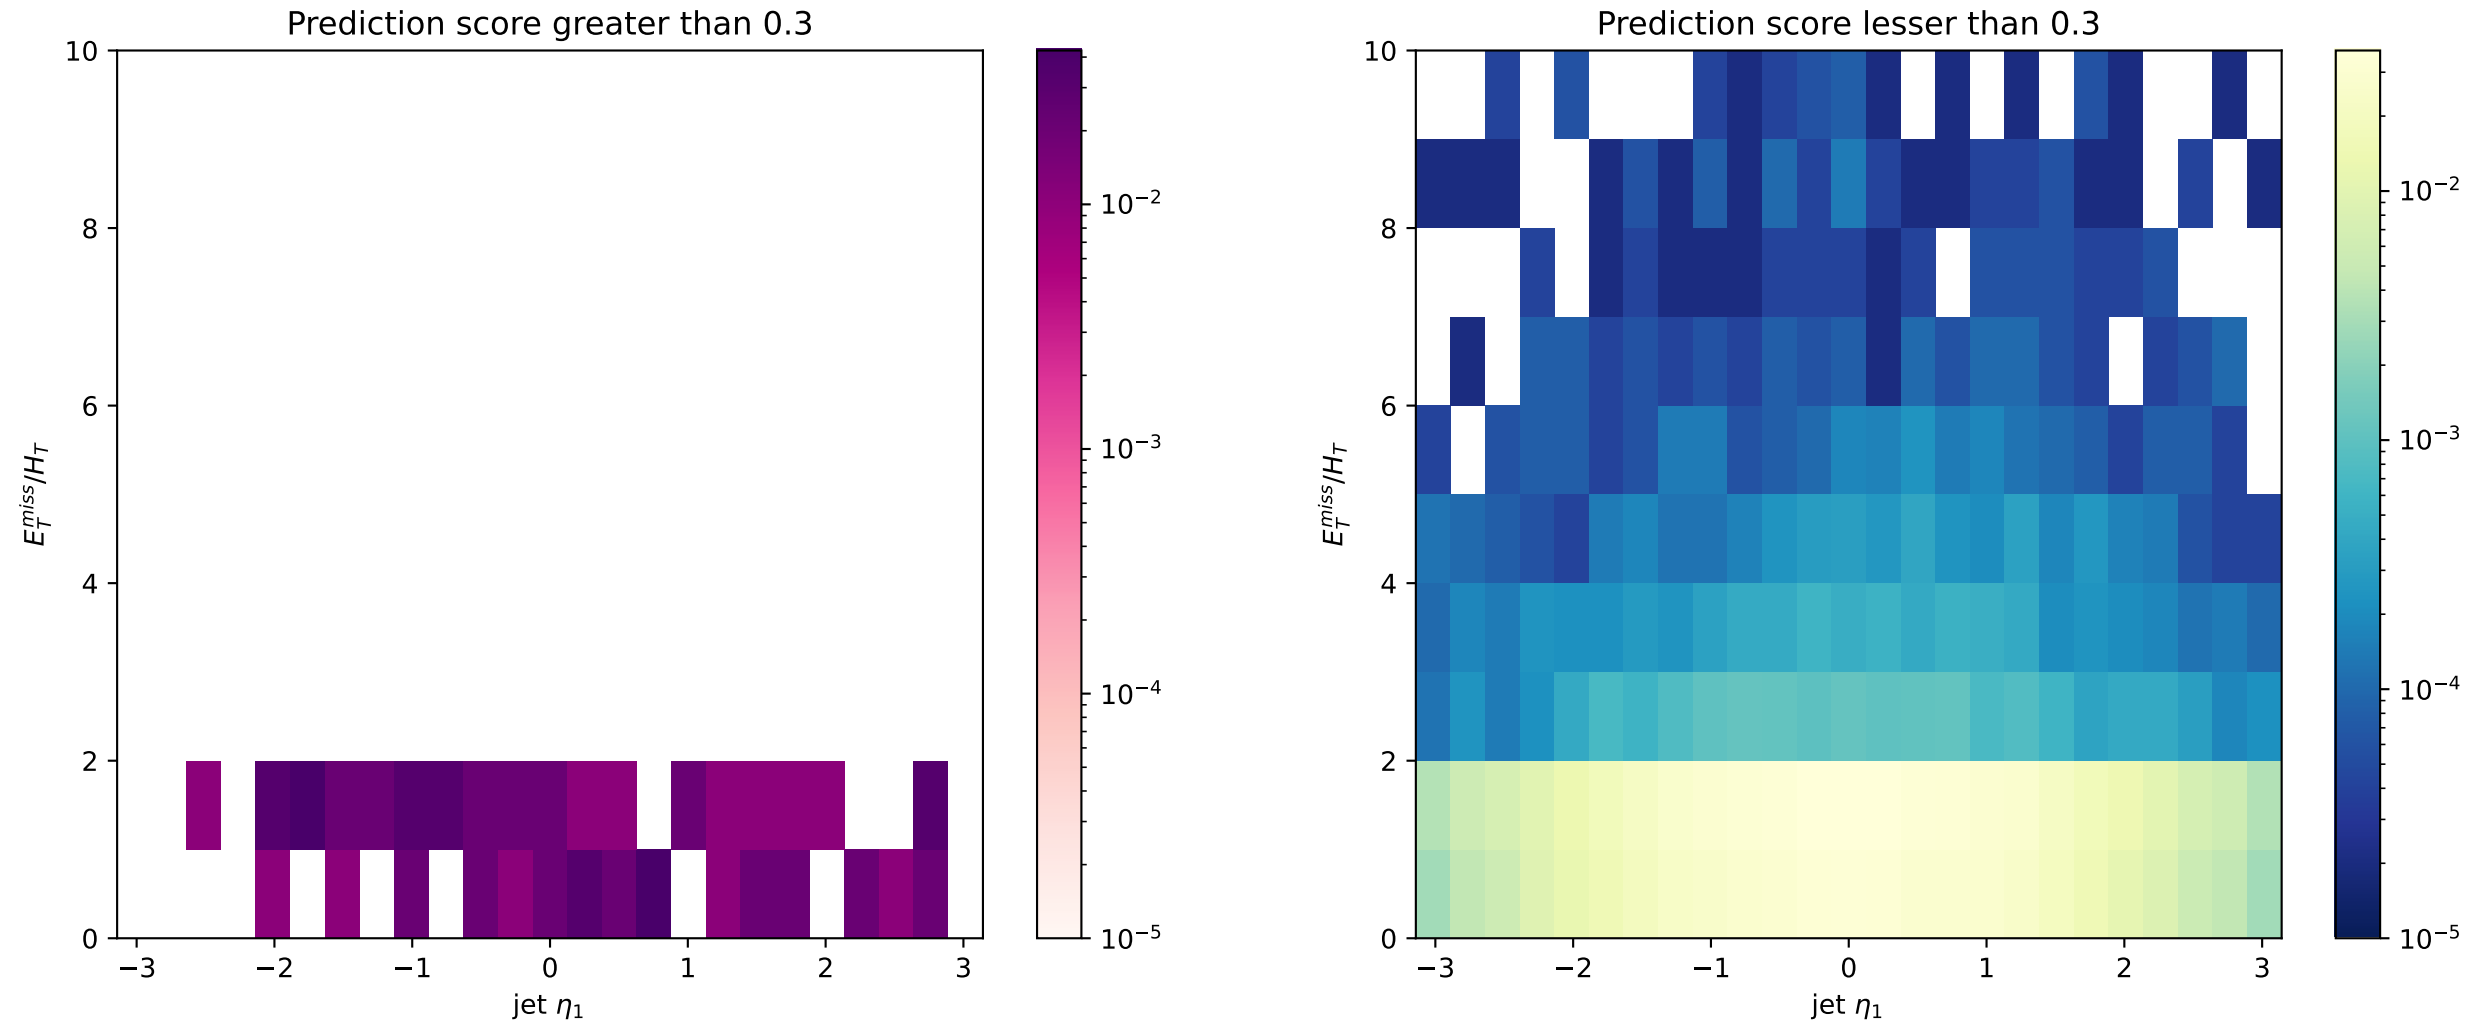 Prediction score greater than 0.3
10
8
6
4
2
0
−3 −2 −1 0 1 2 3
jet η₁
E_T^{miss}/H_T
10⁻²
10⁻³
10⁻⁴
10⁻⁵
Prediction score lesser than 0.3
10
8
6
4
2
0
−3 −2 −1 0 1 2 3
jet η₁
E_T^{miss}/H_T
10⁻²
10⁻³
10⁻⁴
10⁻⁵